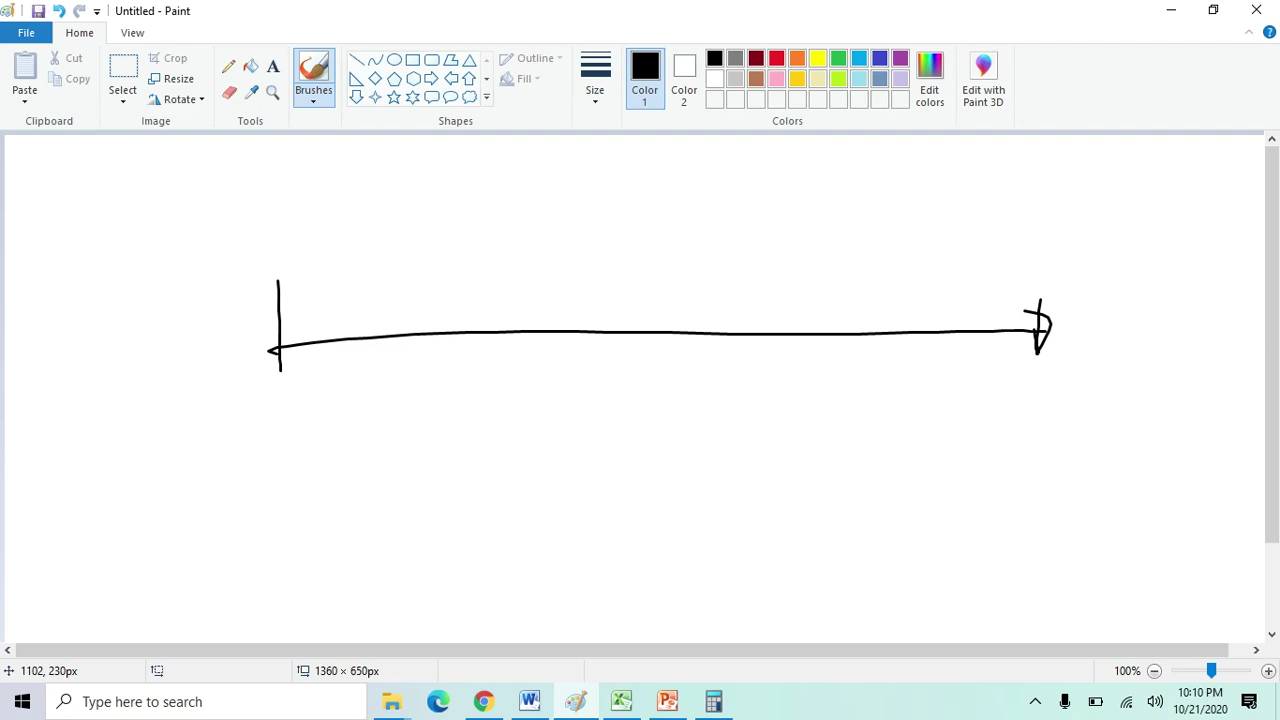 Untitled - Paint
File Home View
Paste Cut Copy
Select Crop Resize Rotate
Brushes
Outline
Fill
Size
Color 1
Color 2
Edit colors
Edit with Paint 3D
Clipboard Image Tools Shapes Colors
1102, 230px
1360 × 650px
100%
Type here to search
10:10 PM
10/21/2020